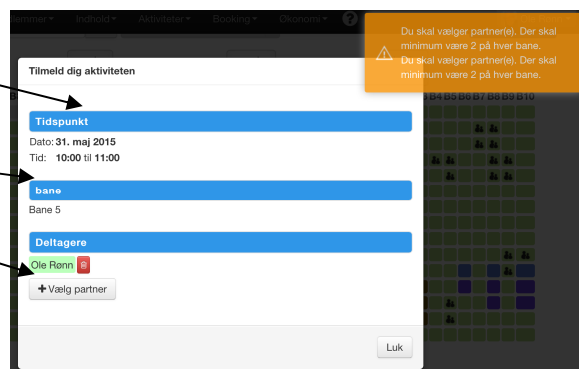 lemmer Indhold Aktiviteter Booking Økonomi ?
Du skal vælger partner(e). Der skal
minimum være 2 på hver bane.
Du skal vælger partner(e). Der skal
minimum være 2 på hver bane.
Tilmeld dig aktiviteten
B4 B5 B6 B7 B8 B9 B10
Tidspunkt
Dato: 31. maj 2015
Tid: 10:00 til 11:00
bane
Bane 5
Deltagere
Ole Rønn
+ Vælg partner
Luk